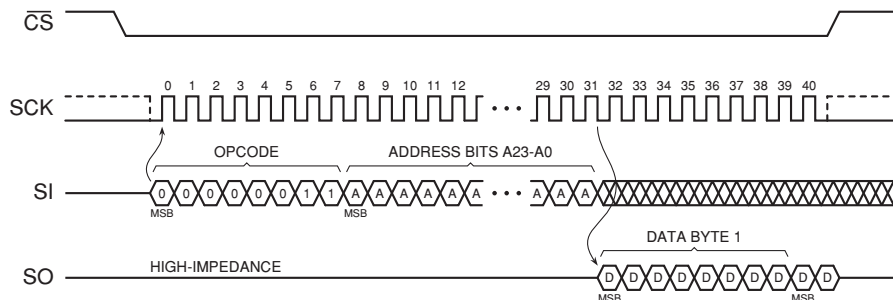 CS
0 1 2 3 4 5 6 7 8 9 10 11 12 29 30 31 32 33 34 35 36 37 38 39 40
SCK
OPCODE ADDRESS BITS A23-A0
SI 0 0 0 0 0 0 1 1 A A A A A A A A A
MSB MSB
DATA BYTE 1
SO HIGH-IMPEDANCE D D D D D D D D D D
MSB MSB